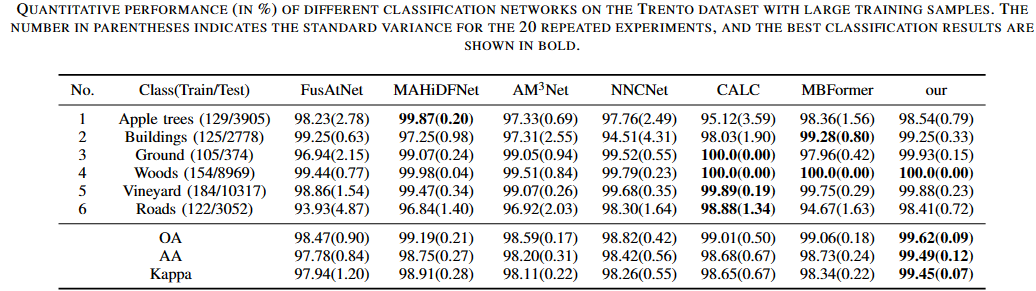 QUANTITATIVE PERFORMANCE (IN %) OF DIFFERENT CLASSIFICATION NETWORKS ON THE TRENTO DATASET WITH LARGE TRAINING SAMPLES. THE
NUMBER IN PARENTHESES INDICATES THE STANDARD VARIANCE FOR THE 20 REPEATED EXPERIMENTS, AND THE BEST CLASSIFICATION RESULTS ARE
SHOWN IN BOLD.
No. Class(Train/Test) FusAtNet MAHiDFNet AM³Net NNCNet CALC MBFormer our
1 Apple trees (129/3905) 98.23(2.78) 99.87(0.20) 97.33(0.69) 97.76(2.49) 95.12(3.59) 98.36(1.56) 98.54(0.79)
2 Buildings (125/2778) 99.25(0.63) 97.25(0.98) 97.31(2.55) 94.51(4.31) 98.03(1.90) 99.28(0.80) 99.25(0.33)
3 Ground (105/374) 96.94(2.15) 99.07(0.24) 99.05(0.94) 99.52(0.55) 100.0(0.00) 97.96(0.42) 99.93(0.15)
4 Woods (154/8969) 99.44(0.77) 99.98(0.04) 99.51(0.84) 99.79(0.23) 100.0(0.00) 100.0(0.00) 100.0(0.00)
5 Vineyard (184/10317) 98.86(1.54) 99.47(0.34) 99.07(0.26) 99.68(0.35) 99.89(0.19) 99.75(0.29) 99.88(0.23)
6 Roads (122/3052) 93.93(4.87) 96.84(1.40) 96.92(2.03) 98.30(1.64) 98.88(1.34) 94.67(1.63) 98.41(0.72)
OA 98.47(0.90) 99.19(0.21) 98.59(0.17) 98.82(0.42) 99.01(0.50) 99.06(0.18) 99.62(0.09)
AA 97.78(0.84) 98.75(0.27) 98.20(0.31) 98.42(0.56) 98.68(0.67) 98.73(0.24) 99.49(0.12)
Kappa 97.94(1.20) 98.91(0.28) 98.11(0.22) 98.26(0.55) 98.65(0.67) 98.34(0.22) 99.45(0.07)